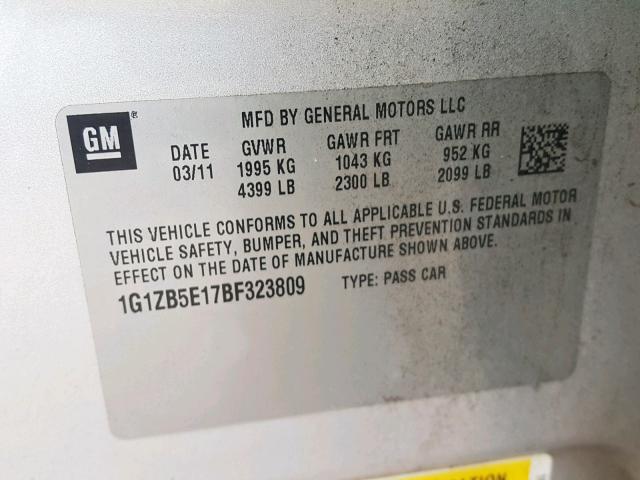 MFD BY GENERAL MOTORS LLC
GM®
DATE GVWR GAWR FRT GAWR RR
03/11 1995 KG 1043 KG 952 KG
4399 LB 2300 LB 2099 LB
THIS VEHICLE CONFORMS TO ALL APPLICABLE U.S. FEDERAL MOTOR
VEHICLE SAFETY, BUMPER, AND THEFT PREVENTION STANDARDS IN
EFFECT ON THE DATE OF MANUFACTURE SHOWN ABOVE.
1G1ZB5E17BF323809 TYPE: PASS CAR